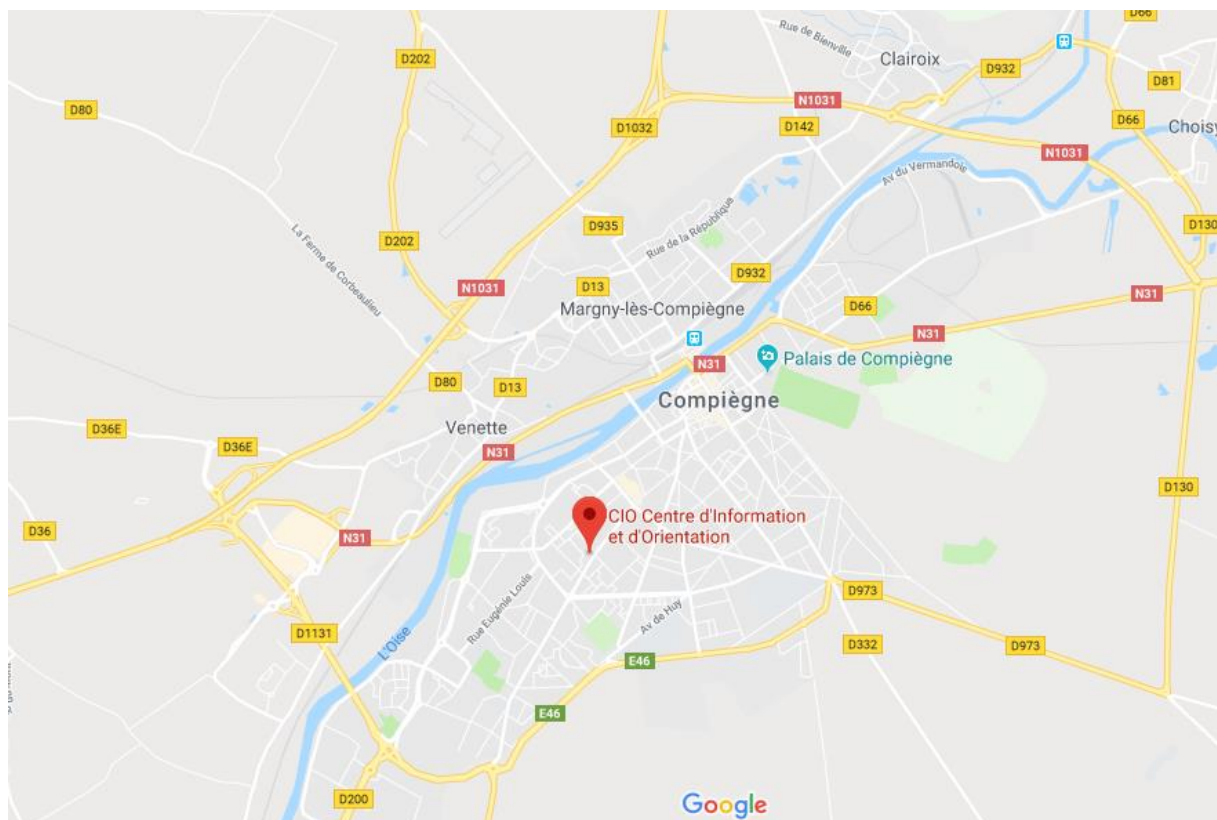 D66
Rue de Bienville
D202
Clairoix
D932
D81
D80
N1031
D1032
D142
D66
Choisy
N1031
Av du Vermandois
Rue de la République
D935
D130
La Ferme de Corbeaulieu
D202
D932
N1031
D13
N31
Margny-lès-Compiègne
D66
N31
N31
Palais de Compiègne
D80
D13
Compiègne
D36E
Venette
D36E
N31
D130
CIO Centre d'Information
et d'Orientation
D36
N31
D973
Rue Eugénie Louis
Av de Huy
D1131
L'Oise
D332
D973
E46
E46
D200
Google